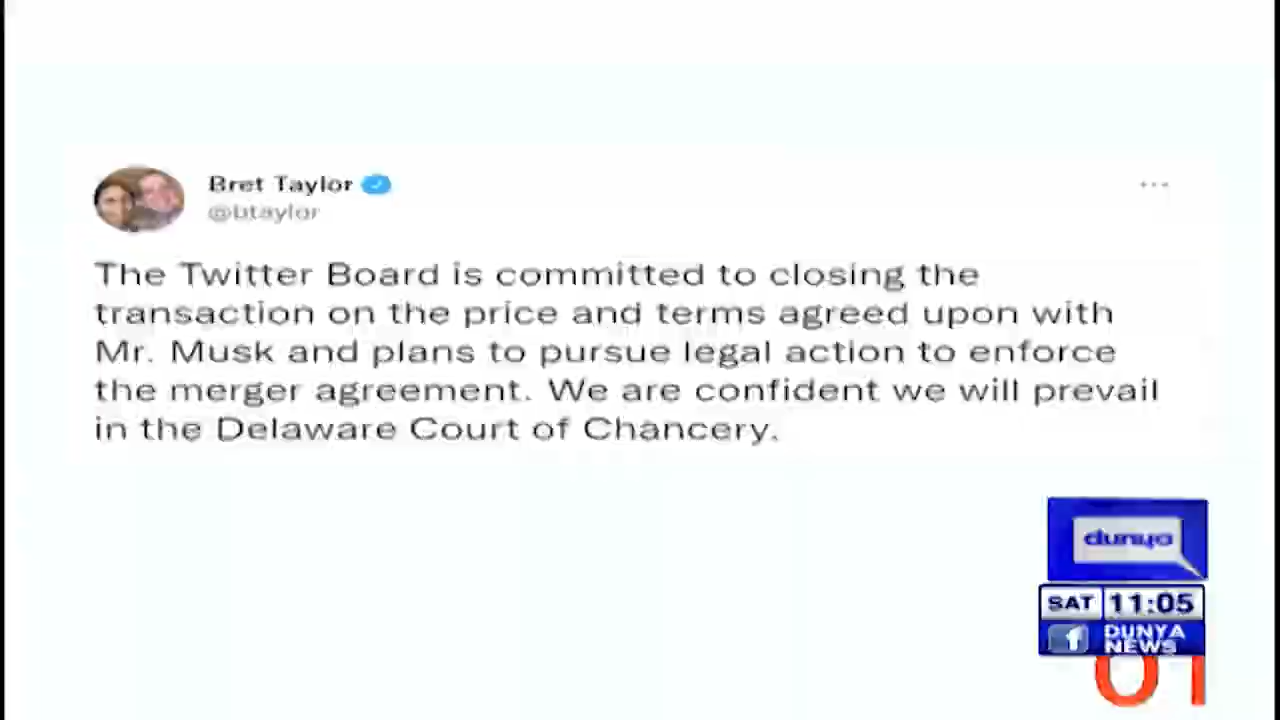 Bret Taylor
@btaylor
The Twitter Board is committed to closing the
transaction on the price and terms agreed upon with
Mr. Musk and plans to pursue legal action to enforce
the merger agreement. We are confident we will prevail
in the Delaware Court of Chancery.
dunya
SAT 11:05
f DUNYA
NEWS